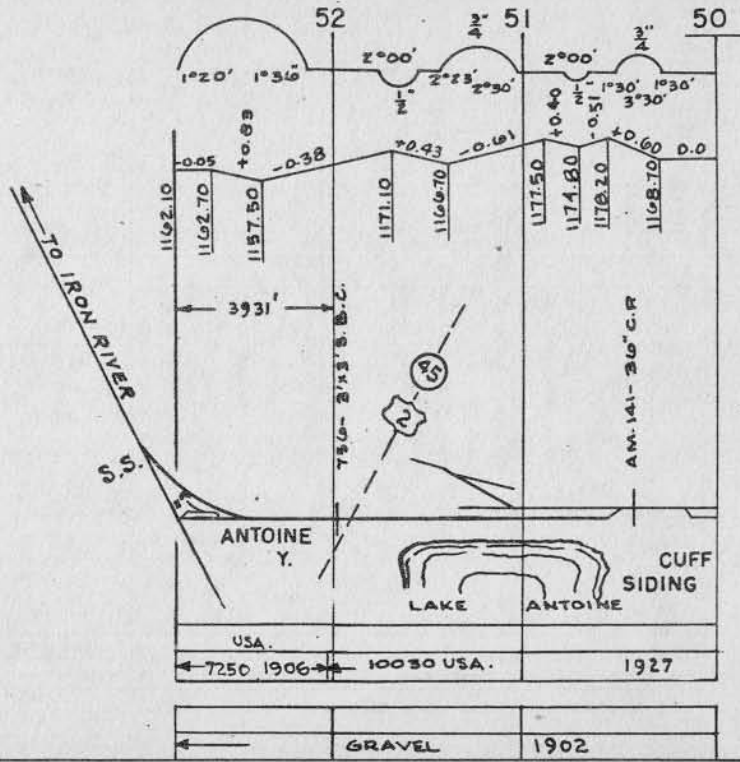 52 51 50
3/4" 3/4"
2°00' 2°00'
1°20' 1°36" 1/2" 2°23' 2°30' 1/2" 1°30' 3°30' 1°30'
-0.05 +0.83 -0.38 +0.43 -0.61 +0.40 -0.51 +0.60 0.0
1162.10 1162.70 1157.50 1171.10 1166.70 1177.50 1174.80 1178.20 1168.70
TO IRON RIVER
3931'
736- 2'x3' S.B.C.
45
2
AM.141- 36" C.P
S. S.
ANTOINE
Y.
CUFF
SIDING
LAKE ANTOINE
USA.
7250 1906 10030 USA. 1927
GRAVEL 1902